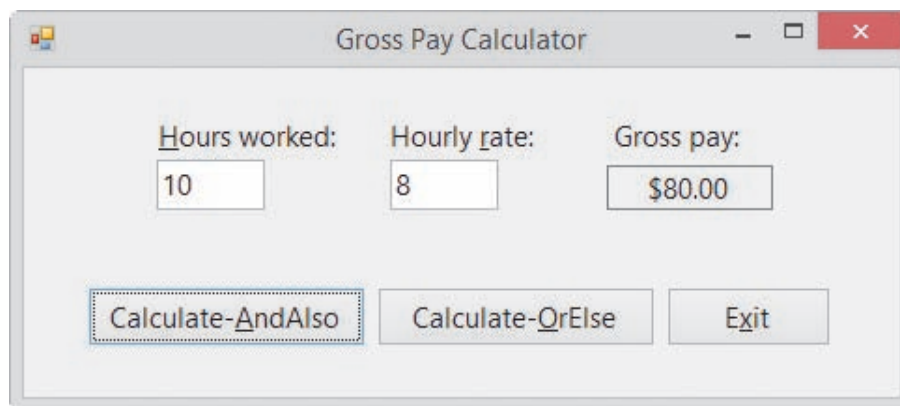 Gross Pay Calculator
Hours worked: Hourly rate: Gross pay:
10 8 $80.00
Calculate-AndAlso Calculate-OrElse Exit